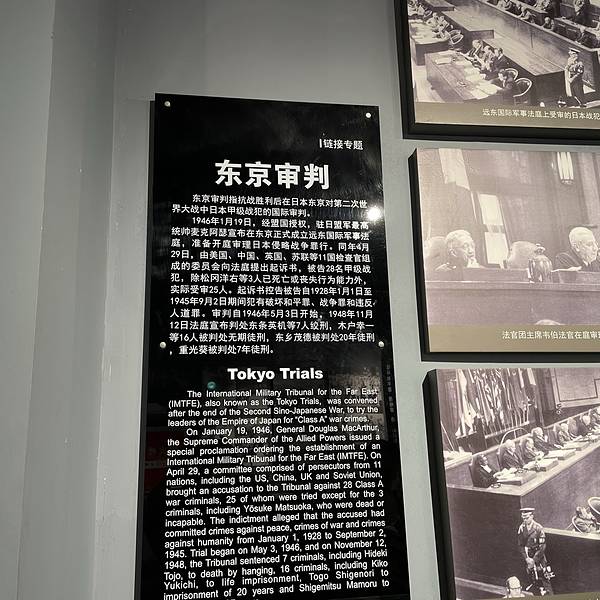 链接专题
东京审判
东京审判指抗战胜利后在日本东京对第二次世
界大战中日本甲级战犯的国际审判。
1946年1月19日，经盟国授权，驻日盟军最高
统帅麦克阿瑟宣布在东京正式成立远东国际军事法
庭，准备开庭审理日本侵略战争罪行。同年4月
29日，由美国、中国、英国、苏联等11国检查官组
成的委员会向法庭提出起诉书，被告28名甲级战
犯，除松冈洋右等3人已死亡或丧失行为能力外，
实际受审25人。起诉书控告被告自1928年1月1日至
1945年9月2日期间犯有破坏和平罪、战争罪和违反
人道罪。审判自1946年5月3日开始，1948年11月
12日法庭宣布判处东条英机等7人绞刑，木户幸一
等16人被判处无期徒刑，东乡茂德被判处20年徒刑
，重光葵被判处7年徒刑。
Tokyo Trials
The International Military Tribunal for the Far East
(IMTFE), also known as the Tokyo Trials, was convened
after the end of the Second Sino-Japanese War, to try the
leaders of the Empire of Japan for "Class A" war crimes.
On January 19, 1946, General Douglas MacArthur,
the Supreme Commander of the Allied Powers issued a
special proclamation ordering the establishment of an
International Military Tribunal for the Far East (IMTFE). On
April 29, a committee comprised of persecutors from 11
nations, including the US, China, UK and Soviet Union,
brought an accusation to the Tribunal against 28 Class A
war criminals, 25 of whom were tried except for the 3
criminals, including Yōsuke Matsuoka, who were dead or
incapable. The indictment alleged that the accused had
committed crimes against peace, crimes of war and crimes
against humanity from January 1, 1928 to September 2,
1945. Trial began on May 3, 1946, and on November 12,
1948, the Tribunal sentenced 7 criminals, including Hideki
Tojo, to death by hanging, 16 criminals, including Kiko
Yukichi, to life imprisonment, Togo Shigenori to
imprisonment of 20 years and Shigemitsu Mamoru to
远东国际军事法庭上受审的日本战犯
法官团主席韦伯法官在庭审现